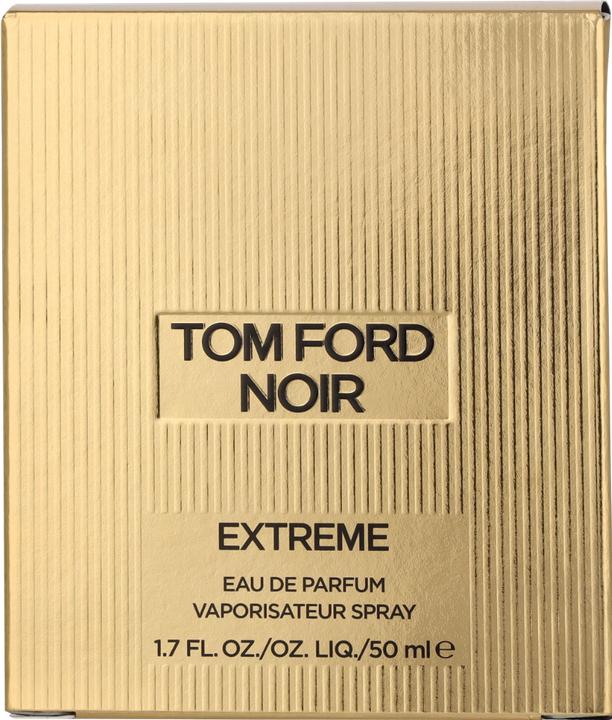 TOM FORD
NOIR
EXTREME
EAU DE PARFUM
VAPORISATEUR SPRAY
1.7 FL. OZ./OZ. LIQ./50 ml ℮